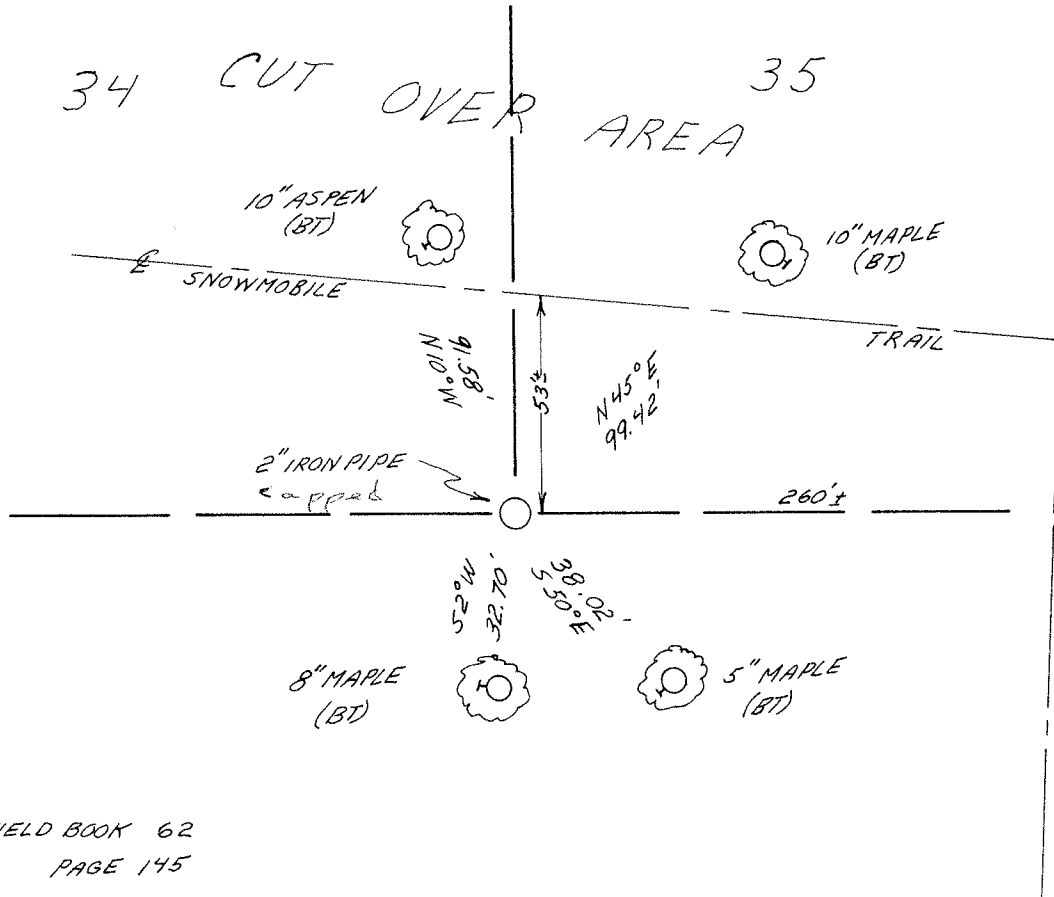 34 CUT OVER AREA 35
10" ASPEN
(BT)
10" MAPLE
(BT)
℄ SNOWMOBILE TRAIL
N10°W
91.58'
53'±
N45°E
99.42'
2" IRON PIPE
capped
260'±
S2°W
32.70'
38.02'
S50°E
8" MAPLE
(BT)
5" MAPLE
(BT)
IELD BOOK 62
PAGE 145